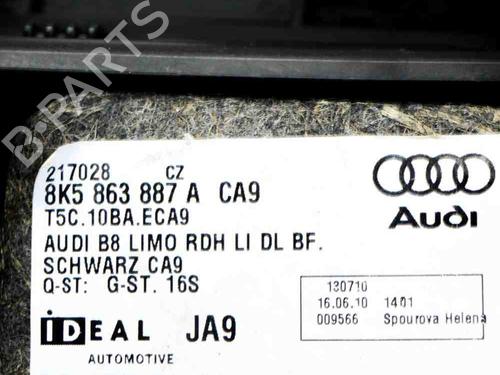 B-PARTS
217028 CZ
8K5 863 887 A CA9
T5C.10BA.ECA9
AUDI B8 LIMO RDH LI DL BF.
SCHWARZ CA9
Q-ST: G-ST. 16S
iDEAL JA9
AUTOMOTIVE
Audi
130710
16.06.10 1401
009566 Spourova Helena